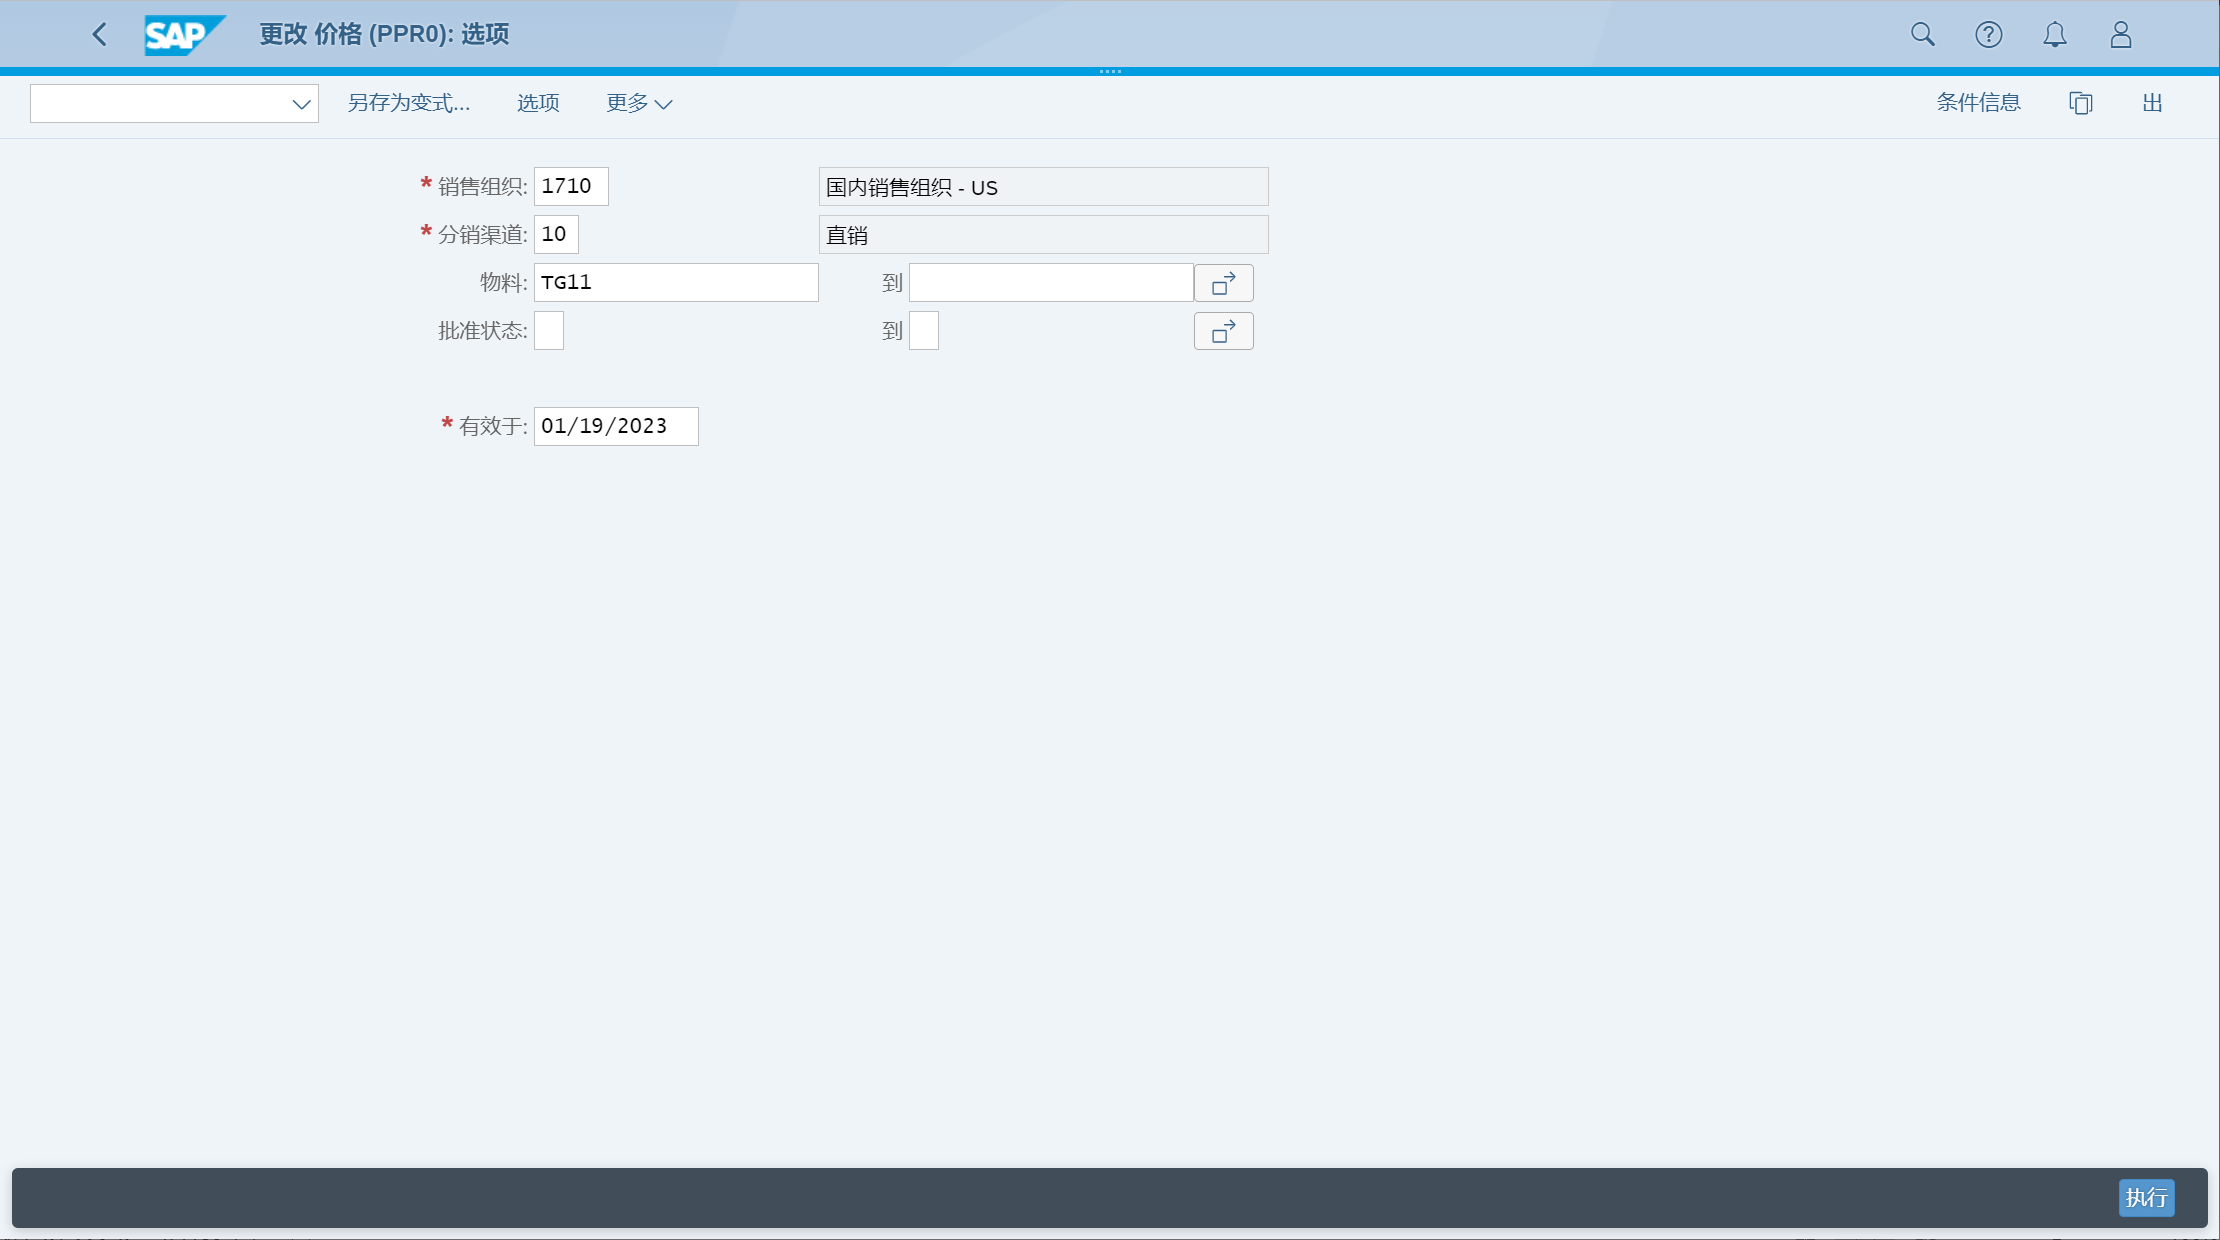 SAP 更改 价格 (PPR0): 选项
另存为变式... 选项 更多 条件信息 出
* 销售组织: 1710 国内销售组织 - US
* 分销渠道: 10 直销
物料: TG11 到
批准状态: 到
* 有效于: 01/19/2023
执行